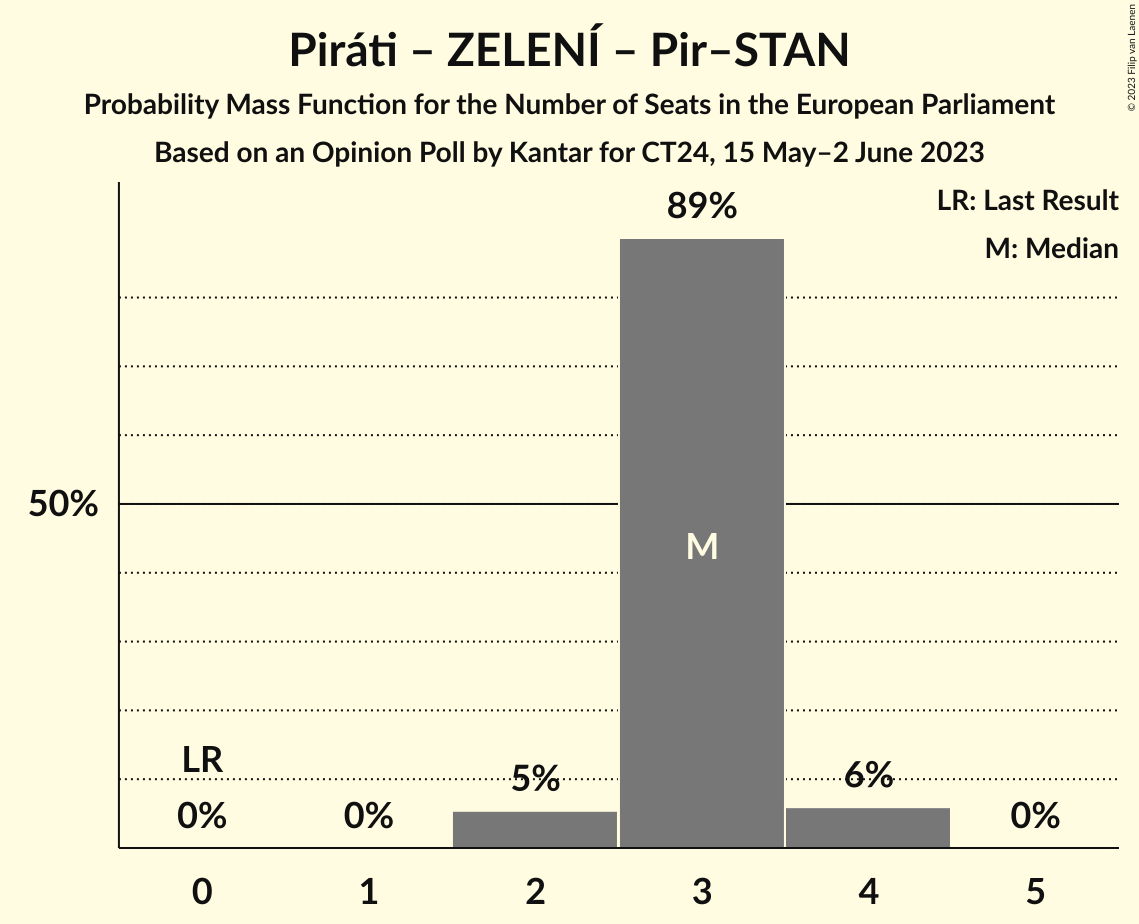 Piráti – ZELENÍ – Pir–STAN
Probability Mass Function for the Number of Seats in the European Parliament
Based on an Opinion Poll by Kantar for CT24, 15 May–2 June 2023
© 2023 Filip van Laenen
LR: Last Result
M: Median
89%
50%
M
LR
0%
0%
5%
6%
0%
0
1
2
3
4
5